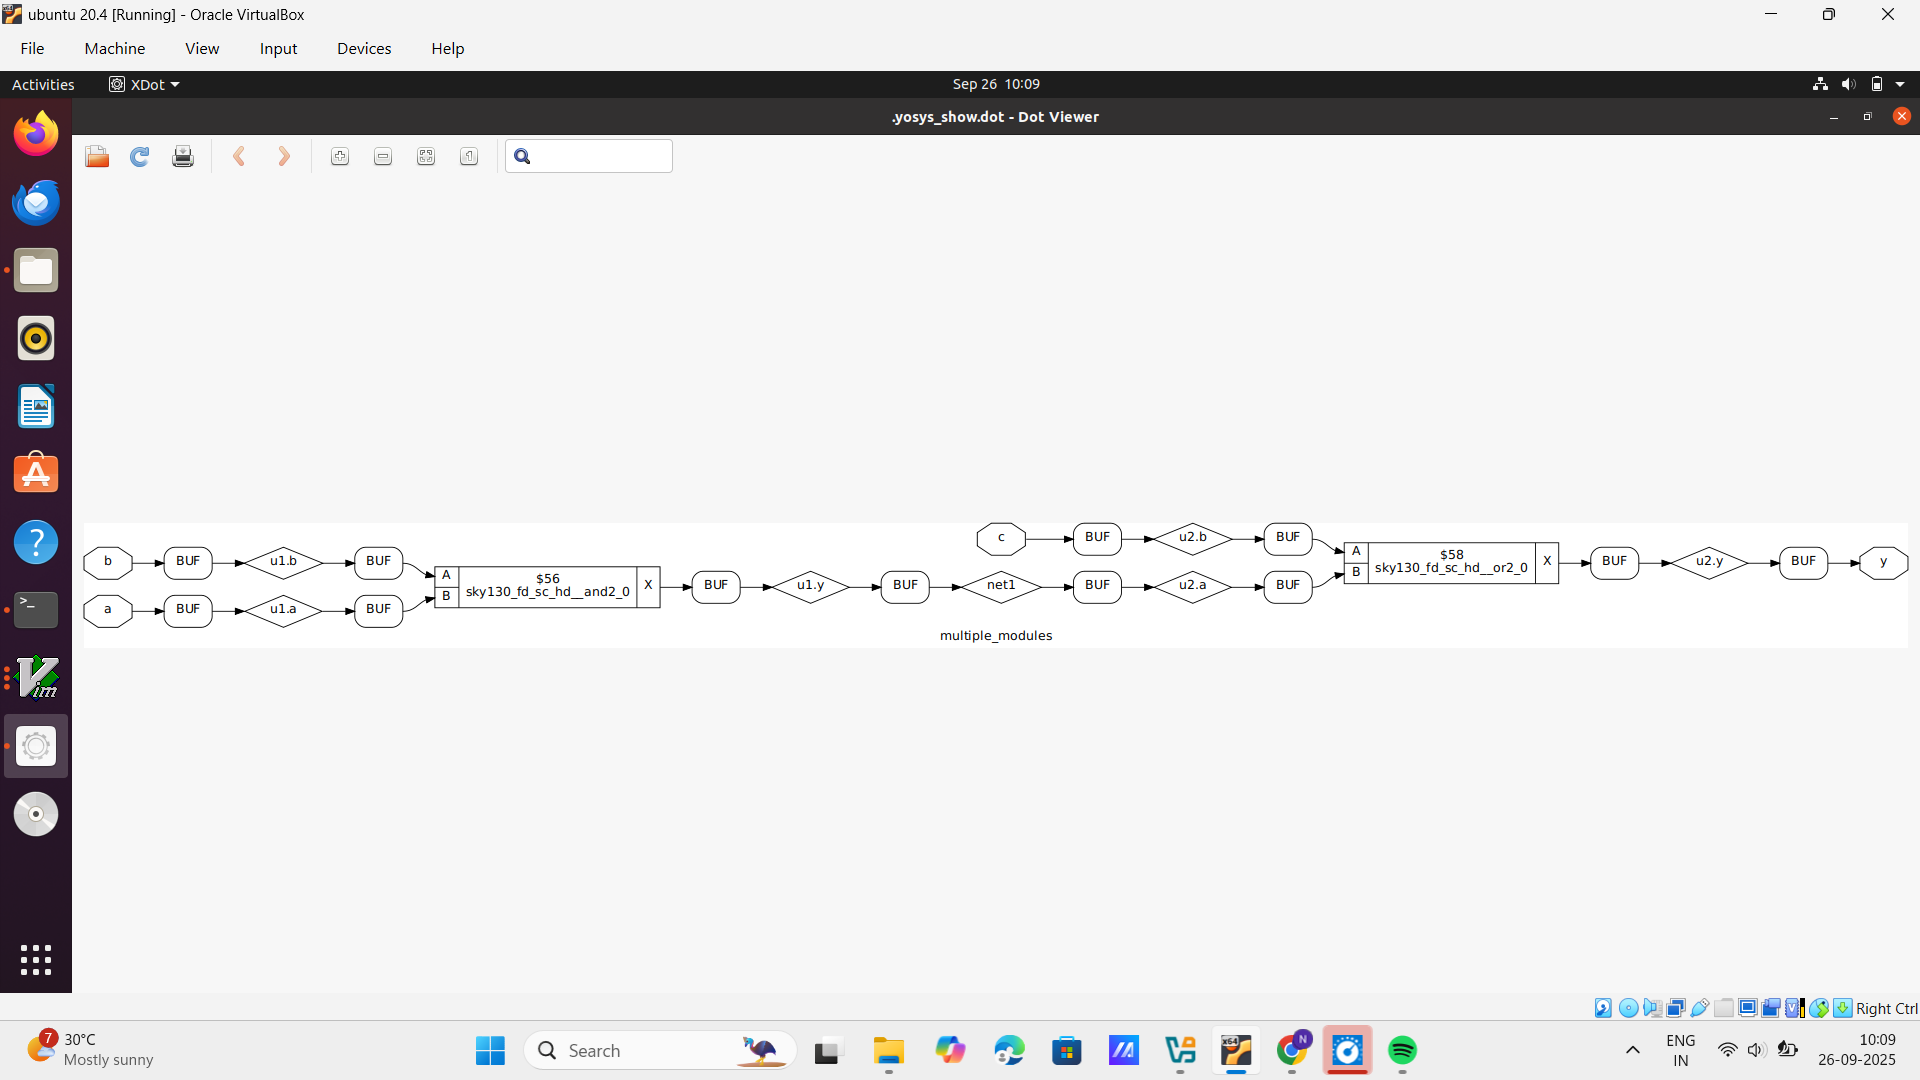 ubuntu 20.4 [Running] - Oracle VirtualBox
File Machine View Input Devices Help
Activities XDot Sep 26 10:09
.yosys_show.dot - Dot Viewer
c BUF u2.b BUF
b BUF u1.b BUF
a BUF u1.a BUF
A
B
$56
sky130_fd_sc_hd__and2_0
X
BUF u1.y BUF net1 BUF u2.a BUF
A
B
$58
sky130_fd_sc_hd__or2_0
X
BUF u2.y BUF y
multiple_modules
Right Ctrl
7
30°C
Mostly sunny
Search
x64
N
ENG
IN
10:09
26-09-2025